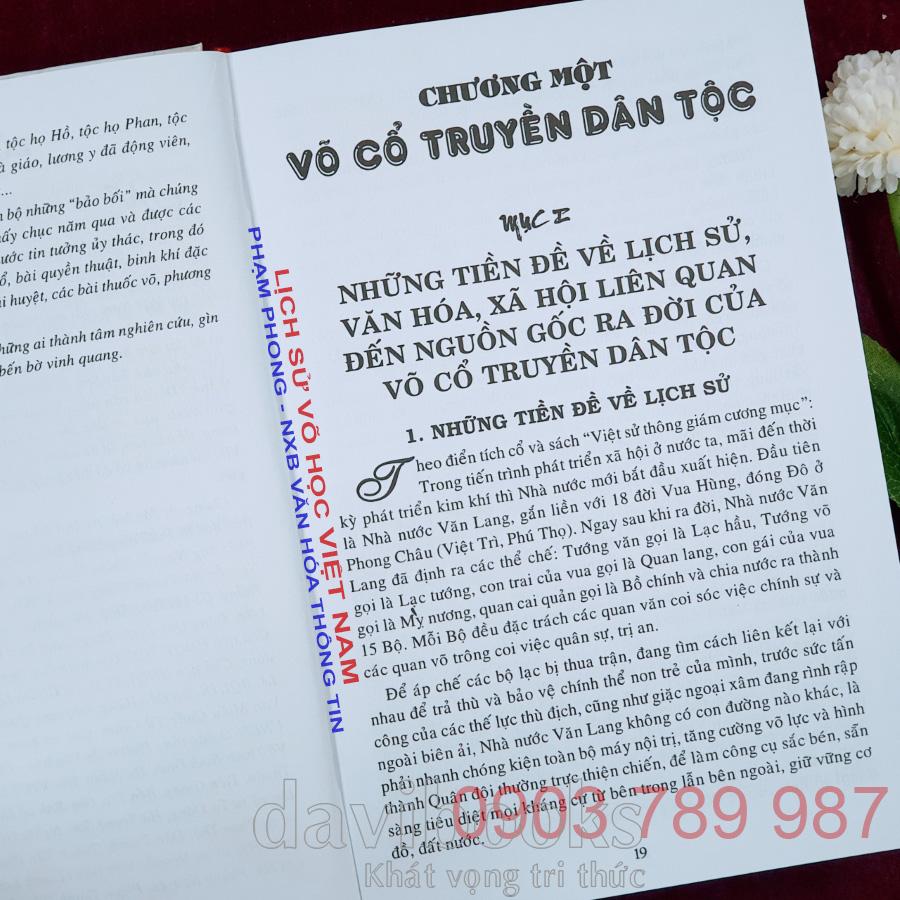 tộc họ Hồ, tộc họ Phan, tộc
giáo, lương y đã động viên,
...
bộ những “bảo bối” mà chúng
mấy chục năm qua và được các
tin tưởng ủy thác, trong đó
bài quyền thuật, binh khí đặc
huyệt, các bài thuốc võ, phương
những ai thành tâm nghiên cứu, gìn
bến bờ vinh quang.
CHƯƠNG MỘT
VÕ CỔ TRUYỀN DÂN TỘC
MỤC I
NHỮNG TIỀN ĐỀ VỀ LỊCH SỬ,
VĂN HÓA, XÃ HỘI LIÊN QUAN
ĐẾN NGUỒN GỐC RA ĐỜI CỦA
VÕ CỔ TRUYỀN DÂN TỘC
1. NHỮNG TIỀN ĐỀ VỀ LỊCH SỬ
Theo điển tích cổ và sách “Việt sử thông giám cương mục”:
Trong tiến trình phát triển xã hội ở nước ta, mãi đến thời
kỳ phát triển kim khí thì Nhà nước mới bắt đầu xuất hiện. Đầu tiên
là Nhà nước Văn Lang, gắn liền với 18 đời Vua Hùng, đóng Đô ở
Phong Châu (Việt Trì, Phú Thọ). Ngay sau khi ra đời, Nhà nước Văn
Lang đã định ra các thể chế: Tướng văn gọi là Lạc hầu, Tướng võ
gọi là Lạc tướng, con trai của vua gọi là Quan lang, con gái của vua
gọi là Mỵ nương, quan cai quản gọi là Bồ chính và chia nước ra thành
15 Bộ. Mỗi Bộ đều đặc trách các quan văn coi sóc việc chính sự và
các quan võ trông coi việc quân sự, trị an.
Để áp chế các bộ lạc bị thua trận, đang tìm cách liên kết lại với
nhau để trả thù và bảo vệ chính thể non trẻ của mình, trước sức tấn
công của các thế lực thù địch, cũng như giặc ngoại xâm đang rình rập
ngoài biên ải, Nhà nước Văn Lang không có con đường nào khác, là
phải nhanh chóng kiện toàn bộ máy nội trị, tăng cường võ lực và hình
thành Quân đội thường trực thiện chiến, để làm công cụ sắc bén, sẵn
sàng tiêu diệt mọi kháng cự từ bên trong lẫn bên ngoài, giữ vững cơ
đồ, đất nước.
19
LỊCH SỬ VÕ HỌC VIỆT NAM
PHẠM PHONG - NXB VĂN HÓA THÔNG TIN
davibooks
0903 789 987
Khát vọng tri thức